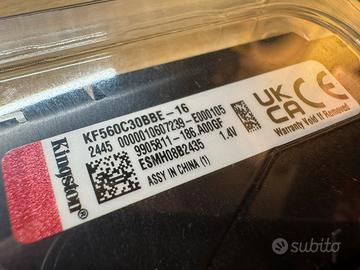 Kingston
KF560C30BBE-16
2445 0000010607239-E000105
9905811-186.A00GF
ESMH08B2435 1.4V
ASSY IN CHINA (1)
UK
CA CE
Warranty Void If Removed
subito